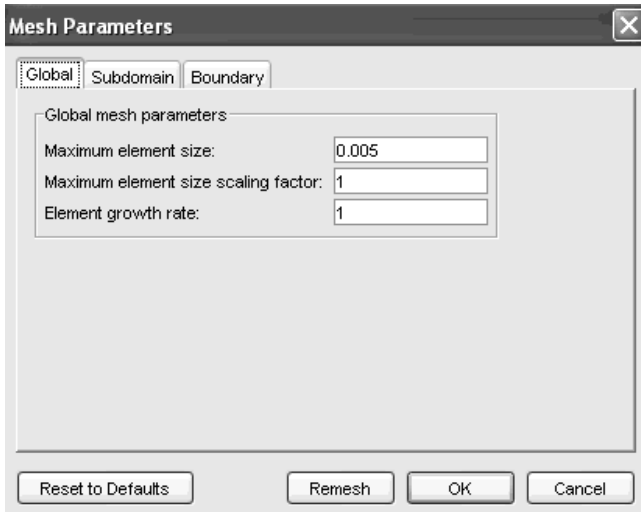 Mesh Parameters
Global Subdomain Boundary
Global mesh parameters
Maximum element size: 0.005
Maximum element size scaling factor: 1
Element growth rate: 1
Reset to Defaults Remesh OK Cancel